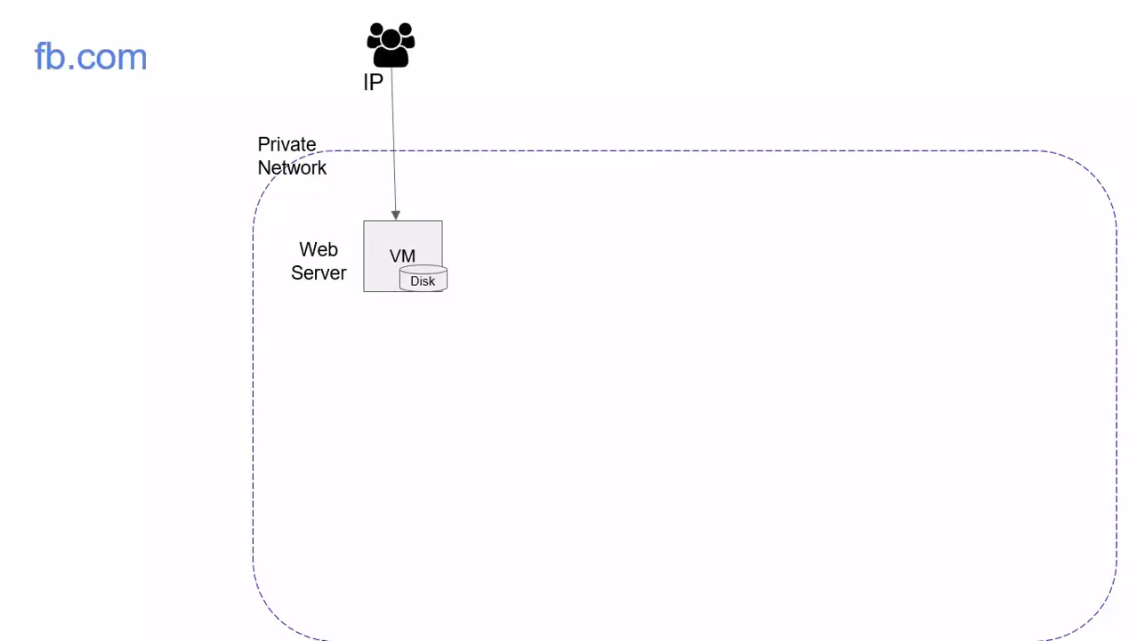 fb.com
IP
Private
Network
Web
Server
VM
Disk